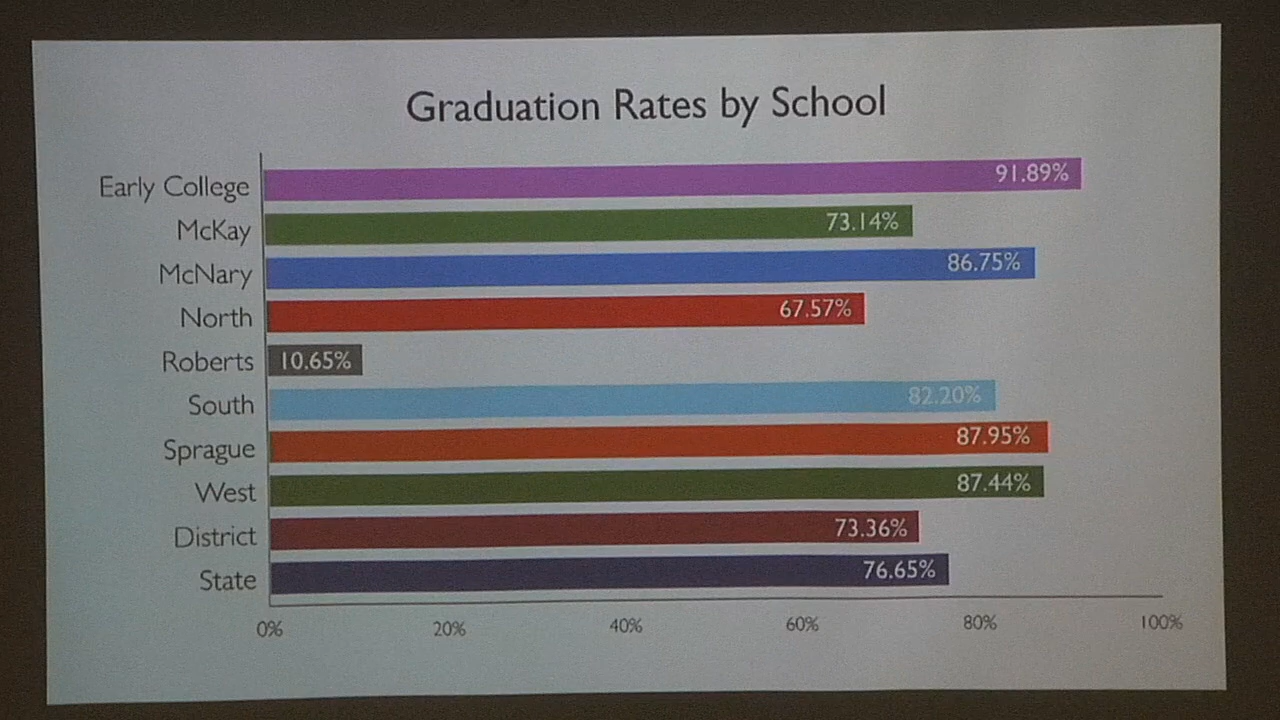 Graduation Rates by School
Early College 91.89%
McKay 73.14%
McNary 86.75%
North 67.57%
Roberts 10.65%
South 82.20%
Sprague 87.95%
West 87.44%
District 73.36%
State 76.65%
0% 20% 40% 60% 80% 100%